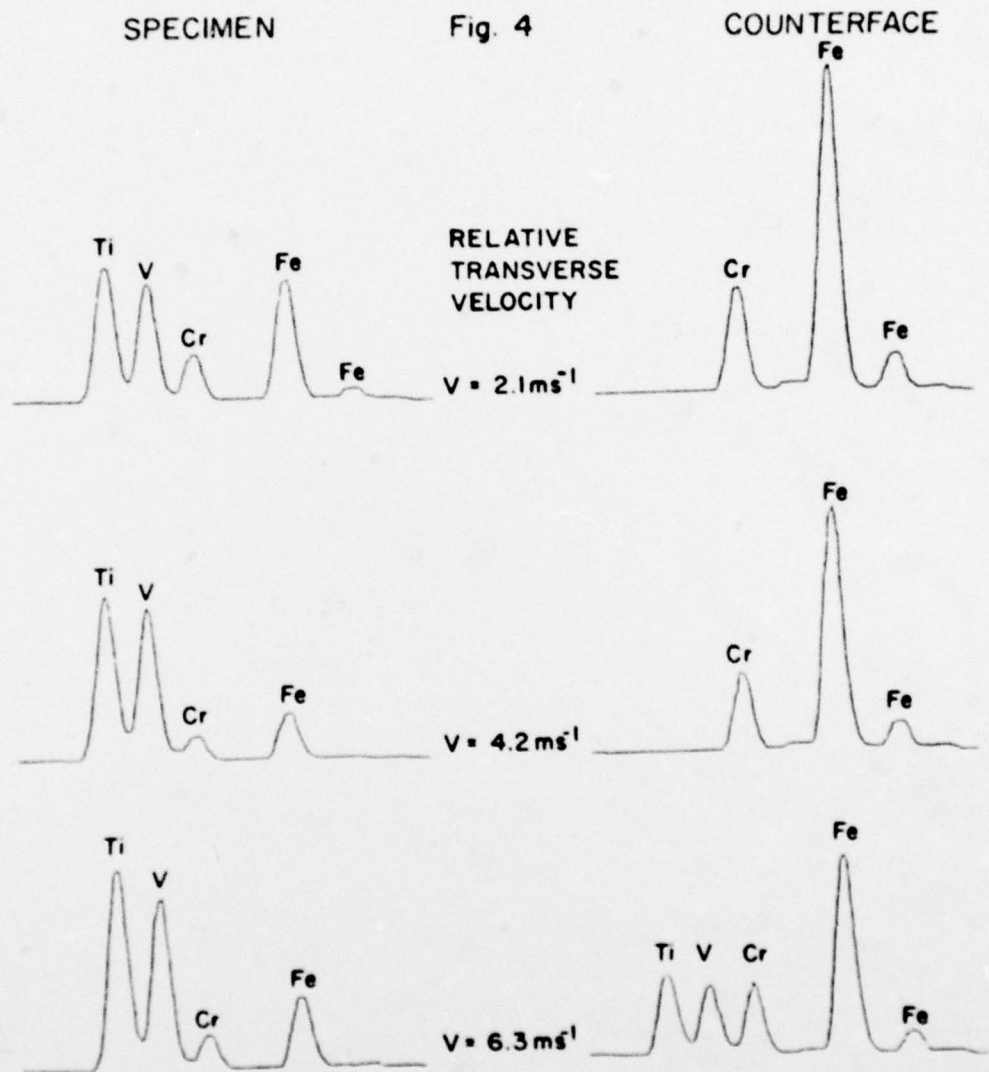 SPECIMEN Fig. 4 COUNTERFACE
Fe
RELATIVE
TRANSVERSE
VELOCITY
Ti V Cr Fe Fe
V = 2.1ms⁻¹
Cr Fe
Ti V Cr Fe
V = 4.2ms⁻¹
Fe
Cr Fe
Ti V Cr Fe
V = 6.3ms⁻¹
Fe
Ti V Cr Fe